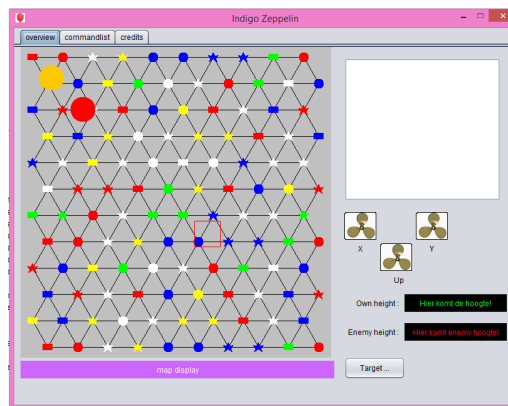 Indigo Zeppelin
overview commandlist credits
X Y
Up
Own height : Hier komt de hoogte!
Enemy height : Hier komt enemy hoogte!
map display Target ...